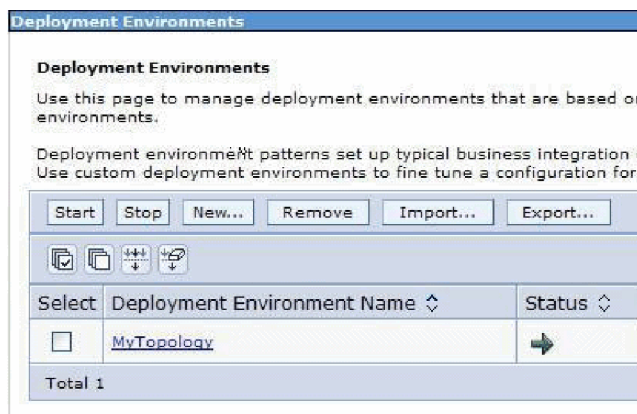 Deployment Environments
Deployment Environments
Use this page to manage deployment environments that are based o
environments.
Deployment environment patterns set up typical business integration
Use custom deployment environments to fine tune a configuration for
Start Stop New... Remove Import... Export...
Select Deployment Environment Name Status
MyTopology
Total 1